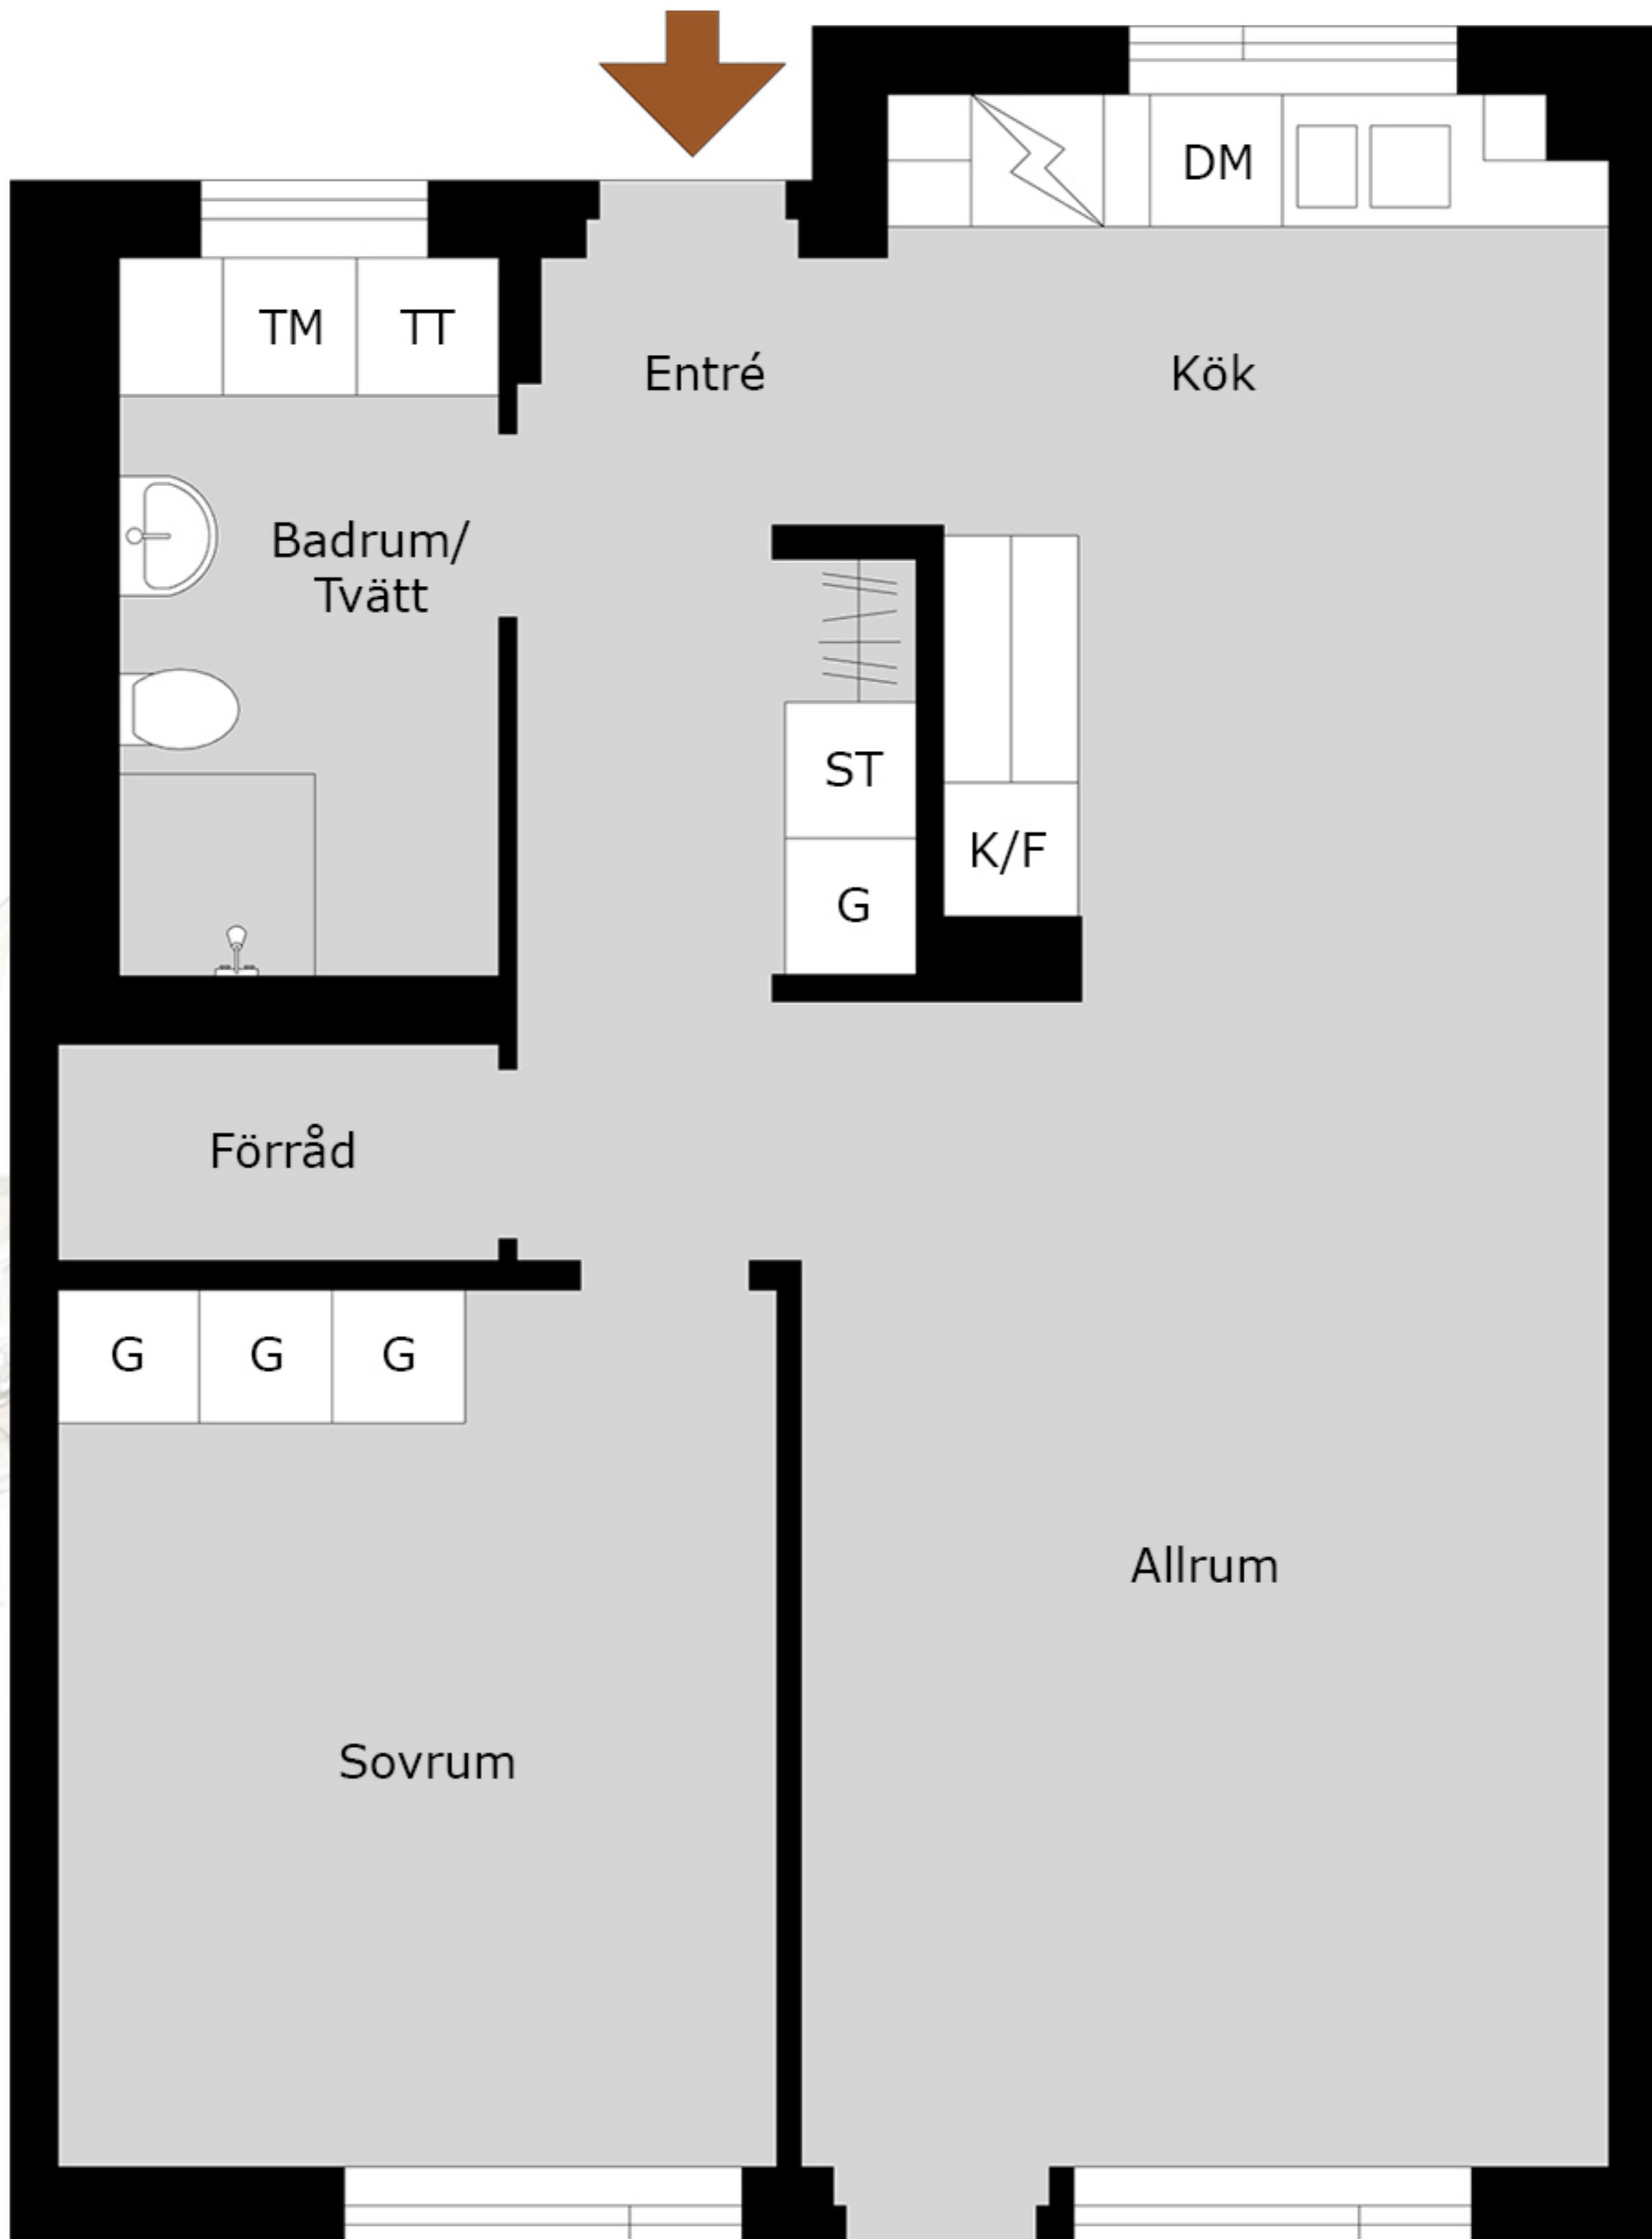 DM
TM
TT
Entré
Kök
Badrum/
Tvätt
ST
K/F
G
Förråd
G
G
G
Allrum
Sovrum